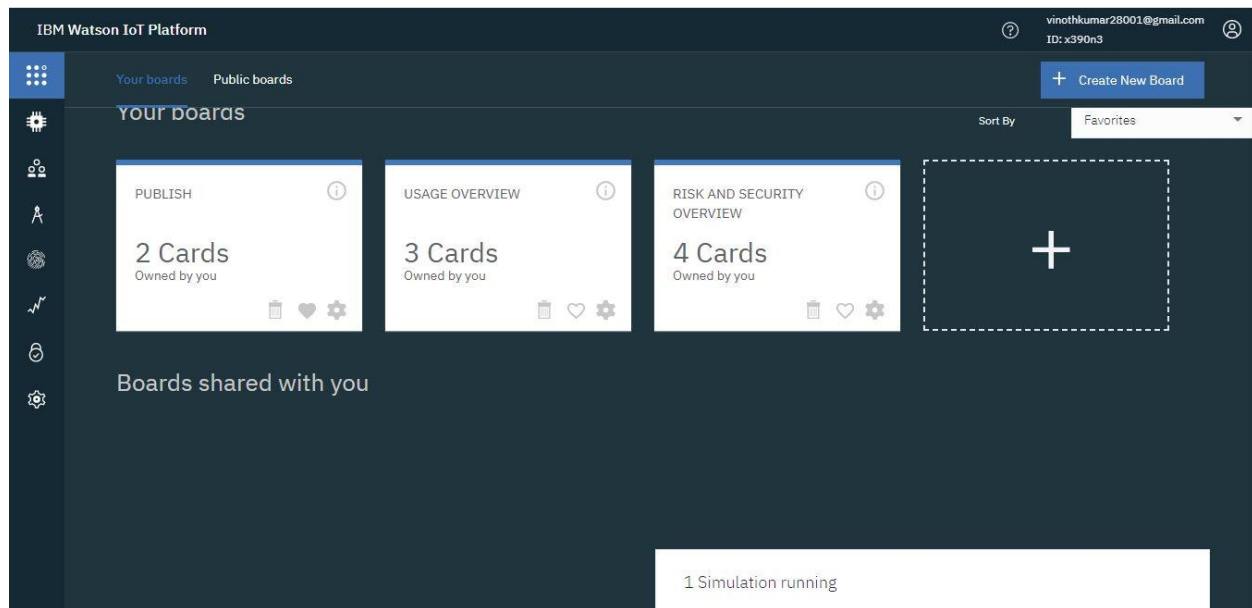 IBM Watson IoT Platform
vinothkumar28001@gmail.com
ID: x390n3
Your boards
Public boards
+ Create New Board
Your boards
Sort By
Favorites
PUBLISH
2 Cards
Owned by you
USAGE OVERVIEW
3 Cards
Owned by you
RISK AND SECURITY
OVERVIEW
4 Cards
Owned by you
Boards shared with you
1 Simulation running